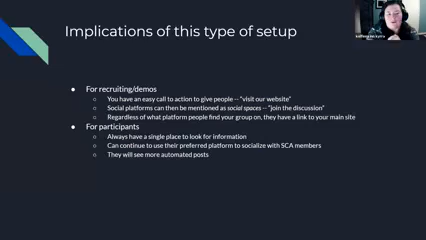 Implications of this type of setup
● For recruiting/demos
○ You have an easy call to action to give people -- "visit our website"
○ Social platforms can then be mentioned as social spaces -- "join the discussion"
○ Regardless of what platform people find your group on, they have a link to your main site
● For participants
○ Always have a single place to look for information
○ Can continue to use their preferred platform to socialize with SCA members
○ They will see more automated posts